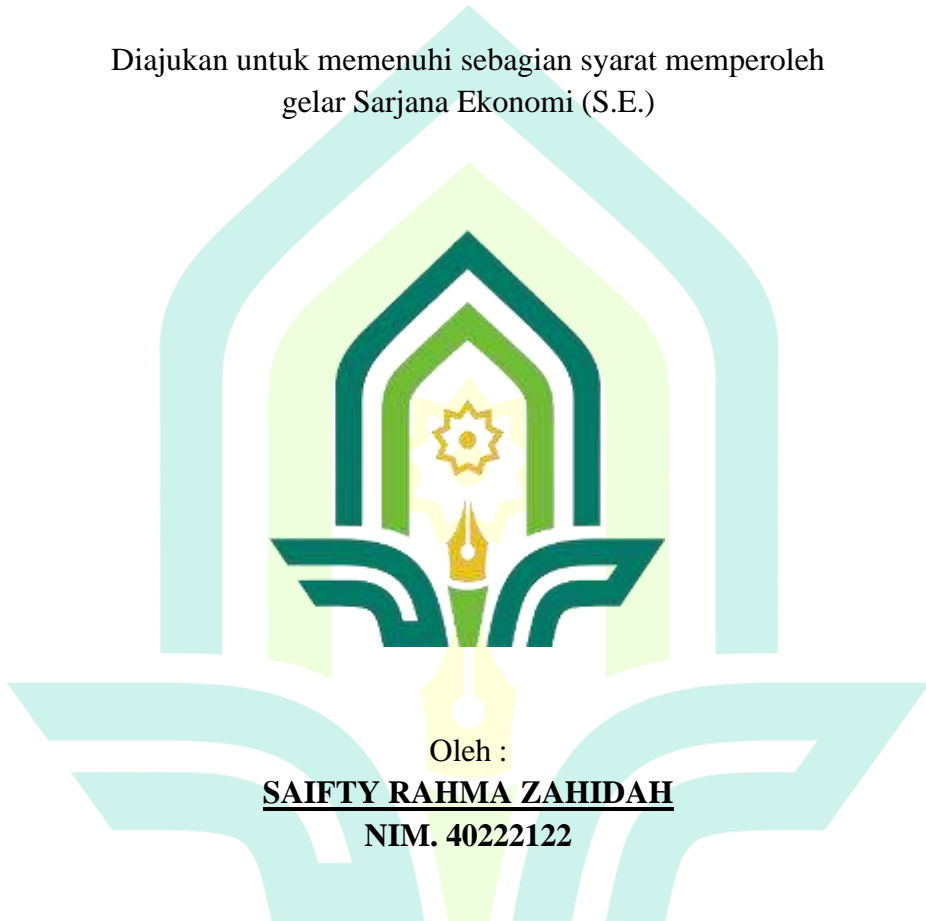 Diajukan untuk memenuhi sebagian syarat memperoleh
gelar Sarjana Ekonomi (S.E.)
Oleh :
SAIFTY RAHMA ZAHIDAH
NIM. 40222122